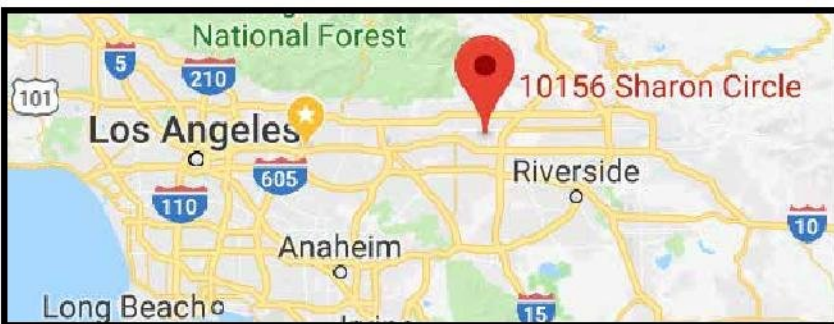 National Forest
5
210
101
10156 Sharon Circle
Los Angeles
605
Riverside
110
10
Anaheim
Long Beach
15